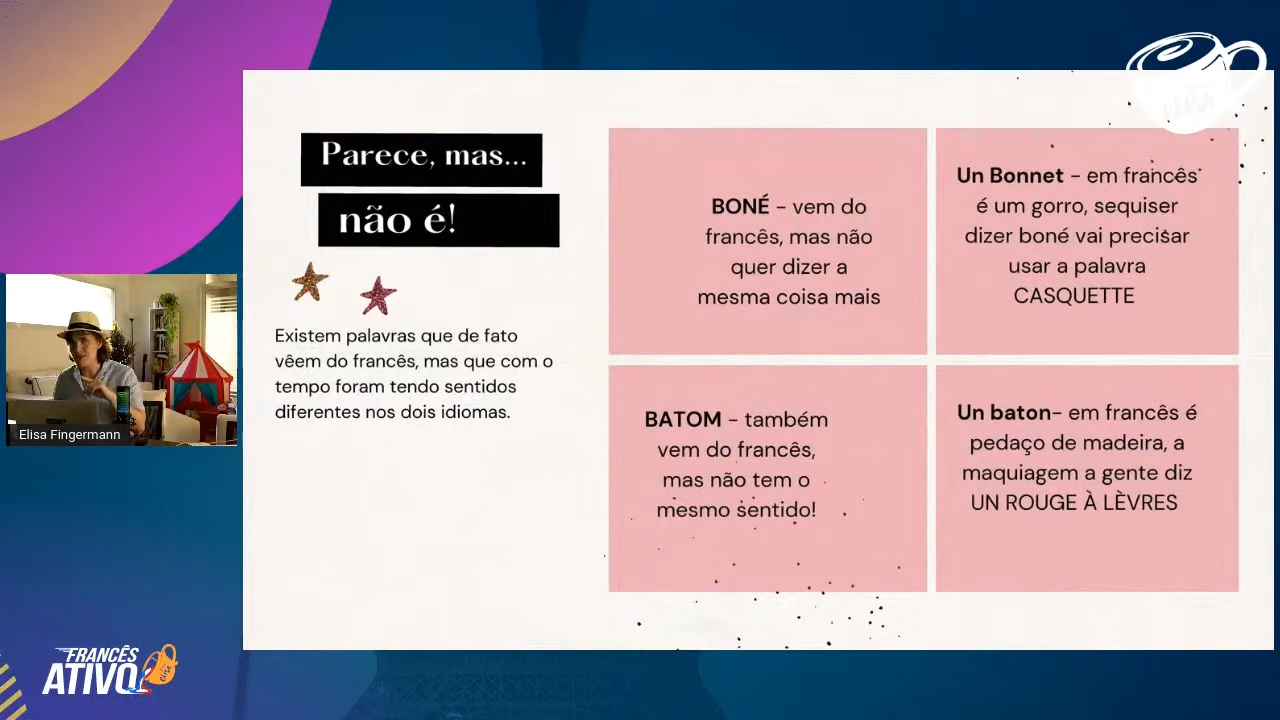 Parece, mas...
não é!
Existem palavras que de fato
vêem do francês, mas que com o
tempo foram tendo sentidos
diferentes nos dois idiomas.
BONÉ - vem do
francês, mas não
quer dizer a
mesma coisa mais
Un Bonnet - em francês
é um gorro, sequiser
dizer boné vai precisar
usar a palavra
CASQUETTE
BATOM - também
vem do francês,
mas não tem o
mesmo sentido!
Un baton- em francês é
pedaço de madeira, a
maquiagem a gente diz
UN ROUGE À LÈVRES
Elisa Fingermann
FRANCÊS
ATIVO